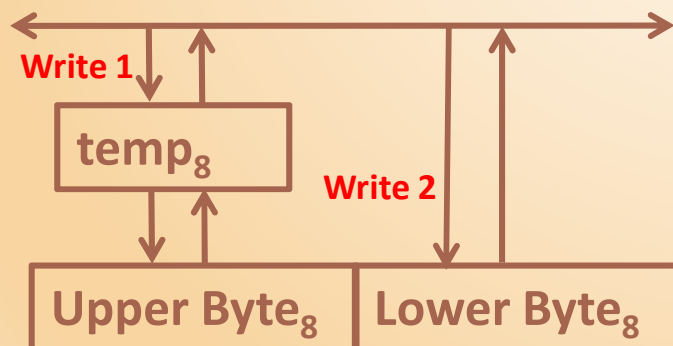 Write 1
temp₈
Write 2
Upper Byte₈
Lower Byte₈